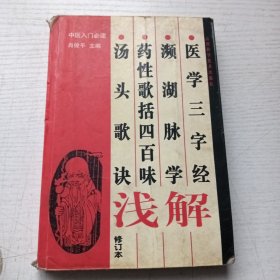 中医入门必读
肖俊平 主编
医学三字经
濒湖脉学
药性歌括四百味
汤头歌诀
浅解
修订本